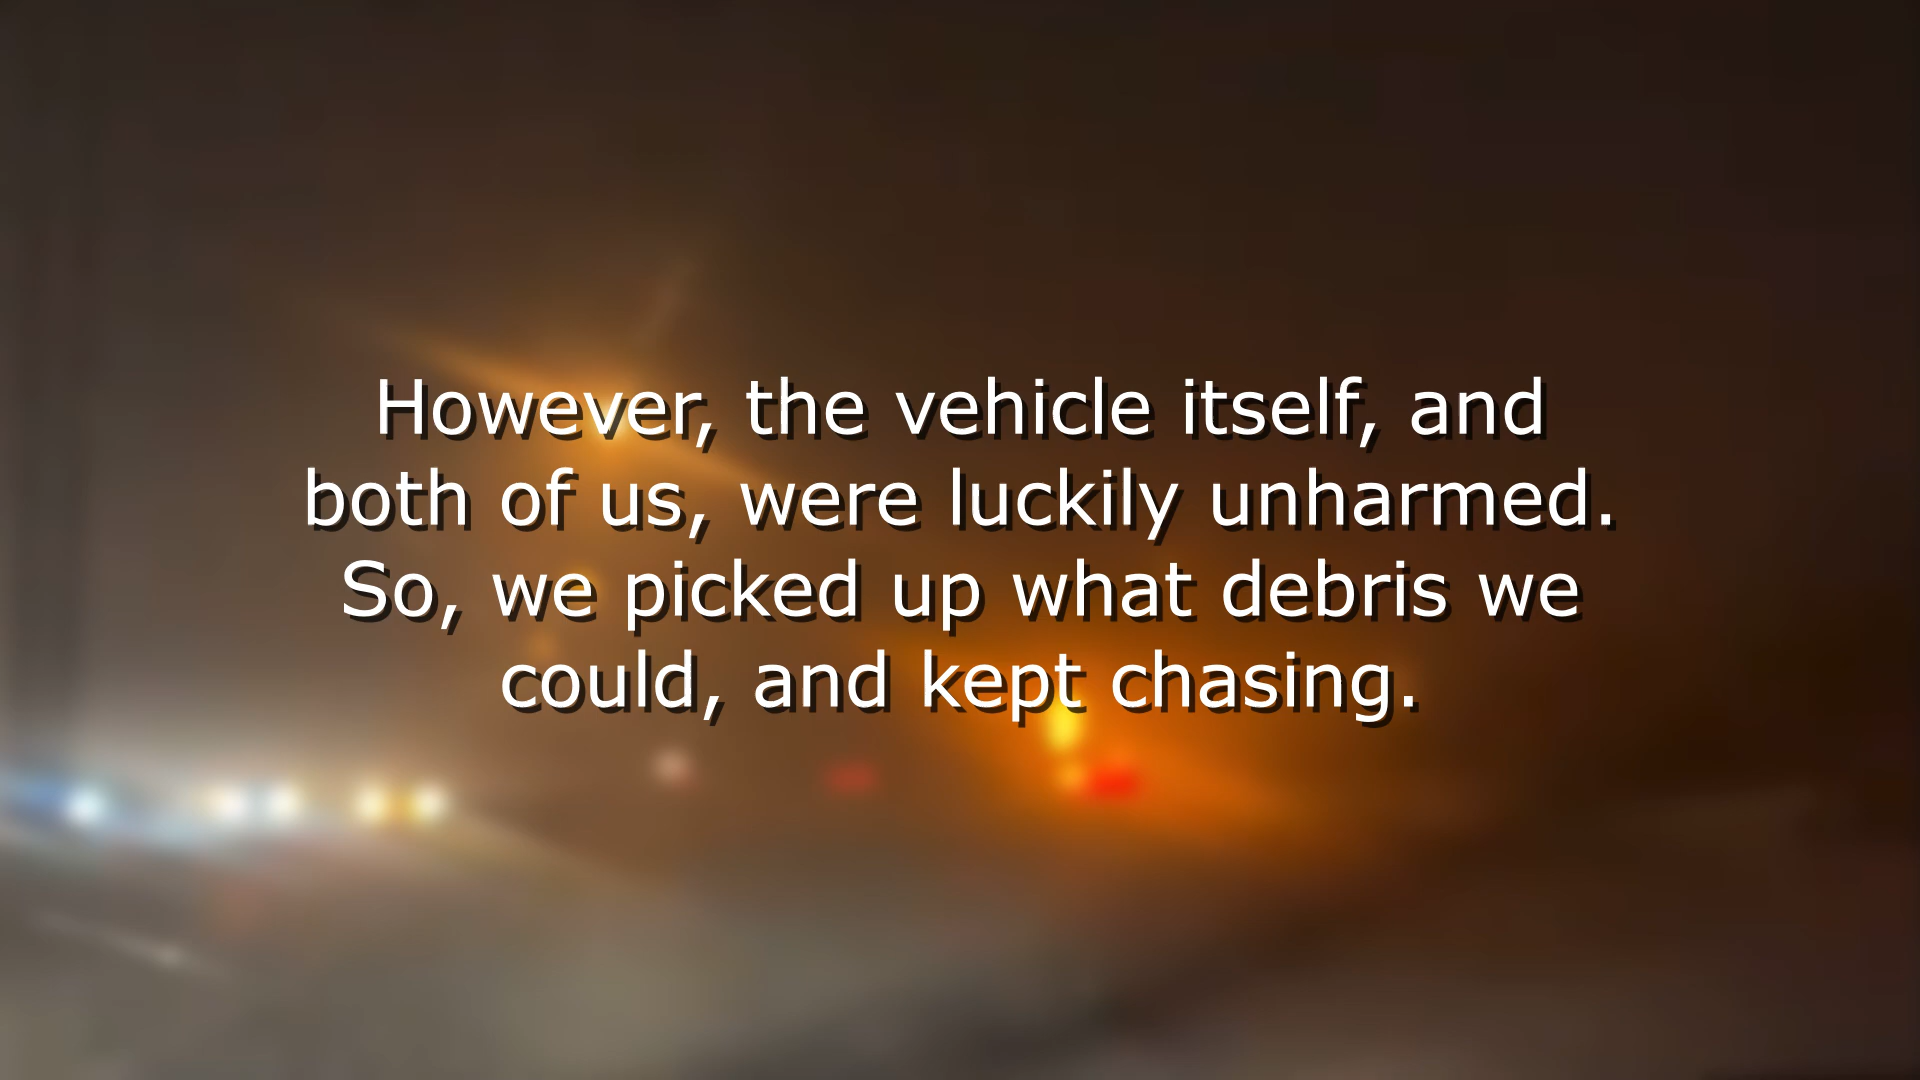 However, the vehicle itself, and
both of us, were luckily unharmed.
So, we picked up what debris we
could, and kept chasing.